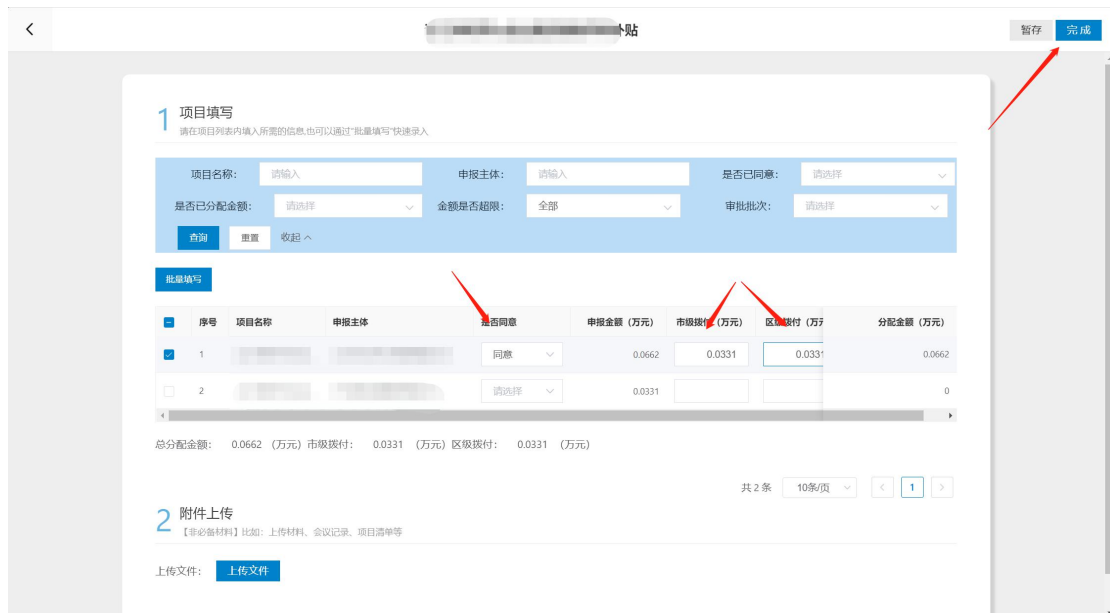 补贴
暂存 完成
1 项目填写
请在项目列表内填入所需的信息,也可以通过"批量填写"快速录入
项目名称： 请输入 申报主体： 请输入 是否已同意： 请选择
是否已分配金额： 请选择 金额是否超限： 全部 审批批次： 请选择
查询 重置 收起
批量填写
序号 项目名称 申报主体 是否同意 申报金额（万元） 市级拨付（万元） 区级拨付（万元 分配金额（万元）
1 同意 0.0662 0.0331 0.0331 0.0662
2 请选择 0.0331 0
总分配金额： 0.0662 （万元）市级拨付： 0.0331 （万元）区级拨付： 0.0331 （万元）
共 2 条 10条/页 1
2 附件上传
【非必备材料】比如：上传材料、会议记录、项目清单等
上传文件： 上传文件